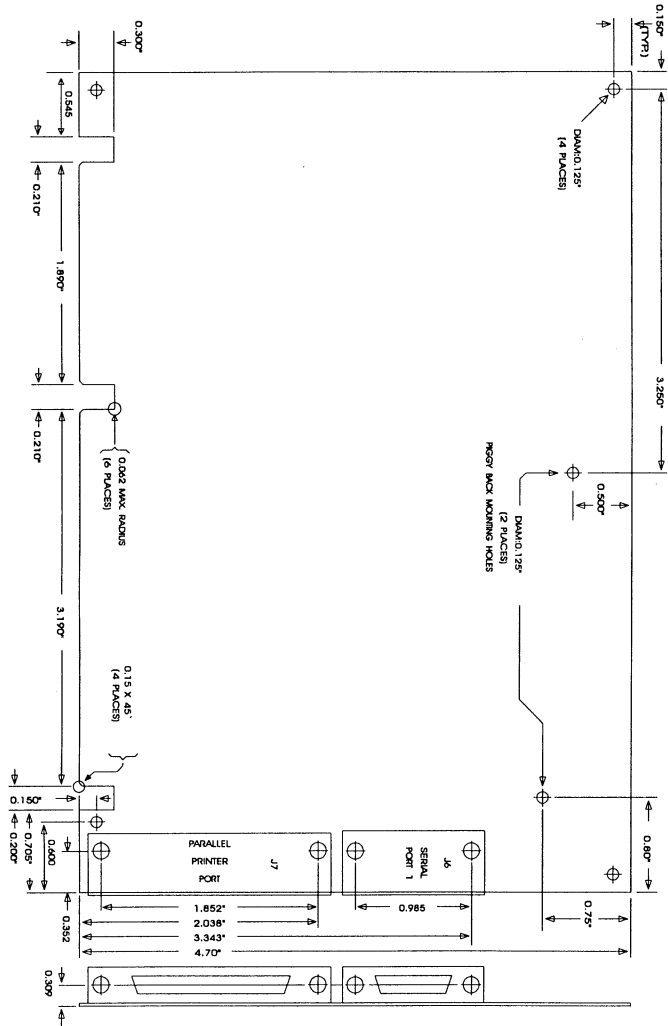 0.150"
(TYP.)
0.300"
0.545
0.210"
DIAM:0.125"
(4 PLACES)
3.250"
1.890"
0.210"
0.500"
PIGGY BACK MOUNTING HOLES
DIAM:0.125"
(2 PLACES)
0.062 MAX. RADIUS
(6 PLACES)
3.190"
0.15 X 45°
(4 PLACES)
0.150"
0.200"
0.705"
0.600
0.352
PARALLEL
PRINTER
PORT
J7
SERIAL
PORT 1
J6
0.80"
0.75"
1.852"
0.985
2.038"
3.343"
4.70"
0.309